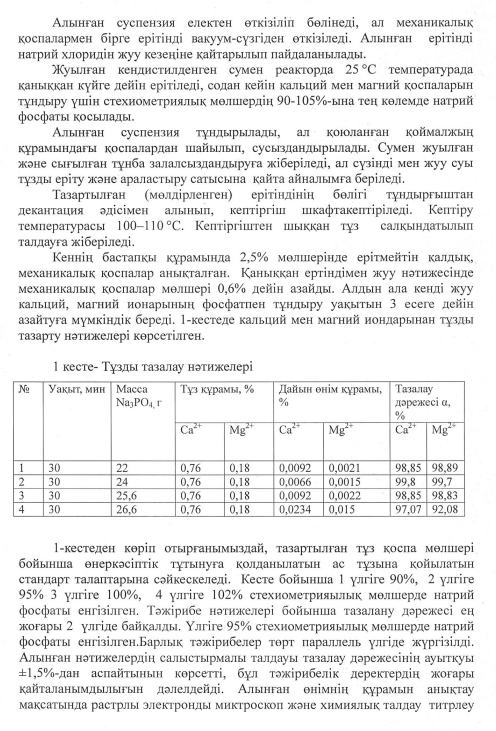 Алынған суспензия електен өткізіліп бөлінеді, ал механикалық
қоспалармен бірге ерітінді вакуум-сүзгіден өткізіледі. Алынған ерітінді
натрий хлоридін жуу кезеңіне қайтарылып пайдаланылады.
Жуылған кендистилденген сумен реакторда 25 °С температурада
қаныққан күйге дейін ерітіледі, содан кейін кальций мен магний қоспаларын
тұндыру үшін стехиометриялық мөлшердің 90-105%-ына тең көлемде натрий
фосфаты қосылады.
Алынған суспензия тұндырылады, ал қоюланған қоймалжың
құрамындағы қоспалардан шайылып, сусыздандырылады. Сумен жуылған
және сығылған тұнба залалсыздандыруға жіберіледі, ал сүзінді мен жуу суы
тұзды еріту және араластыру сатысына қайта айналымға беріледі.
Тазартылған (мөлдірленген) ерітіндінің бөлігі тұндырғыштан
декантация әдісімен алынып, кептіргіш шкафтакептіріледі. Кептіру
температурасы 100–110 °С. Кептіргіштен шыққан тұз салқындатылып
талдауға жіберіледі.
Кеннің бастапқы құрамында 2,5% мөлшерінде ерітмейтін қалдық,
механикалық қоспалар анықталған. Қаныққан ертіндімен жуу нәтижесінде
механикалық қоспалар мөлшері 0,6% дейін азайды. Алдын ала кенді жуу
кальций, магний ионарының фосфатпен тұндыру уақытын 3 есеге дейін
азайтуға мүмкіндік береді. 1-кестеде кальций мен магний иондарынан тұзды
тазарту нәтижелері көрсетілген.
1 кесте- Тұзды тазалау нәтижелері
№ Уақыт, мин Масса Тұз құрамы, % Дайын өнім құрамы, Тазалау
Na₃PO₄, г % дәрежесі α,
%
Ca²⁺ Mg²⁺ Ca²⁺ Mg²⁺ Ca²⁺ Mg²⁺
1 30 22 0,76 0,18 0,0092 0,0021 98,85 98,89
2 30 24 0,76 0,18 0,0066 0,0015 99,8 99,7
3 30 25,6 0,76 0,18 0,0092 0,0022 98,85 98,83
4 30 26,6 0,76 0,18 0,0234 0,015 97,07 92,08
1-кестеден көріп отырғанымыздай, тазартылған тұз қоспа мөлшері
бойынша өнеркәсіптік тұтынуға қолданылатын ас тұзына қойылатын
стандарт талаптарына сәйкескеледі. Кесте бойынша 1 үлгіге 90%, 2 үлгіге
95% 3 үлгіге 100%, 4 үлгіге 102% стехиометрияылық мөлшерде натрий
фосфаты енгізілген. Тәжірибе нәтижелері бойынша тазалану дәрежесі ең
жоғары 2 үлгіде байқалды. Үлгіге 95% стехиометрияылық мөлшерде натрий
фосфаты енгізілген.Барлық тәжірибелер төрт параллель үлгіде жүргізілді.
Алынған нәтижелердің салыстырмалы талдауы тазалау дәрежесінің ауытқуы
±1,5%-дан аспайтынын көрсетті, бұл тәжірибелік деректердің жоғары
қайталанымдылығын дәлелдейді. Алынған өнімнің құрамын анықтау
мақсатында растрлы электронды микроскоп және химиялық талдау титрлеу